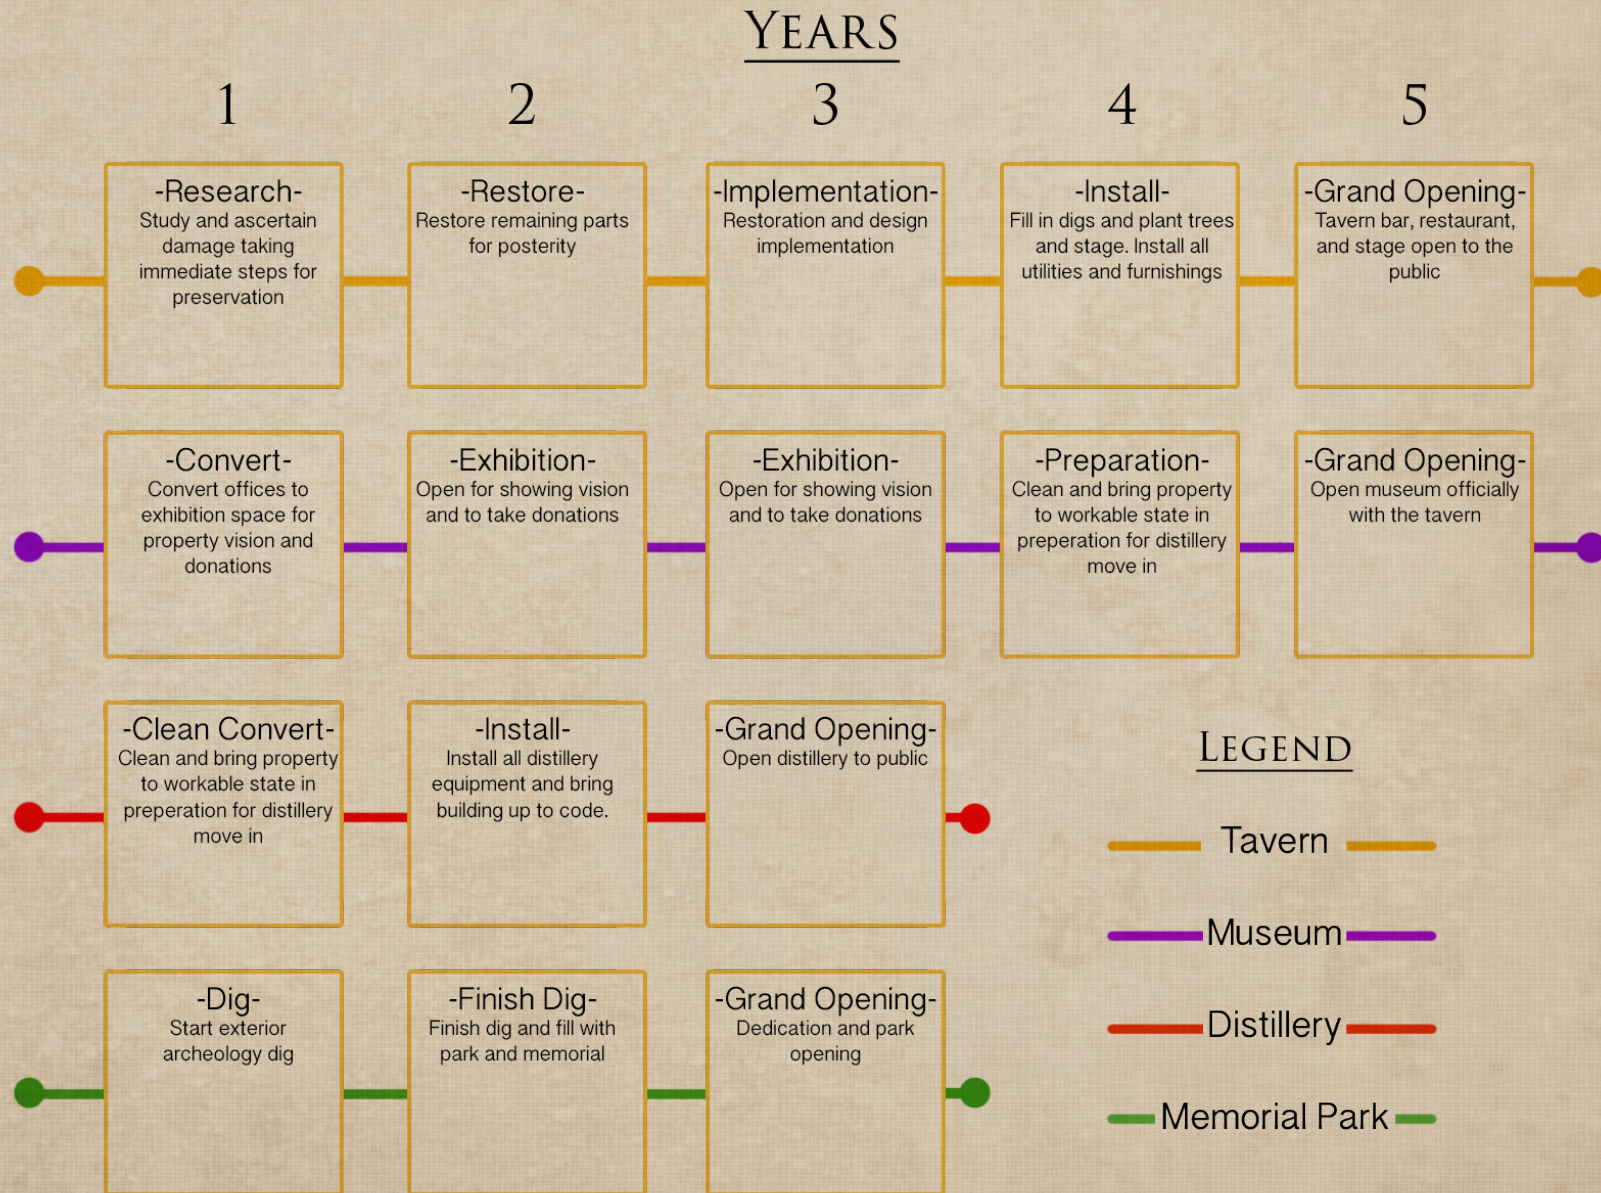 YEARS
1
2
3
4
5
-Research-
Study and ascertain
damage taking
immediate steps for
preservation
-Restore-
Restore remaining parts
for posterity
-Implementation-
Restoration and design
implementation
-Install-
Fill in digs and plant trees
and stage. Install all
utilities and furnishings
-Grand Opening-
Tavern bar, restaurant,
and stage open to the
public
-Convert-
Convert offices to
exhibition space for
property vision and
donations
-Exhibition-
Open for showing vision
and to take donations
-Exhibition-
Open for showing vision
and to take donations
-Preparation-
Clean and bring property
to workable state in
preperation for distillery
move in
-Grand Opening-
Open museum officially
with the tavern
-Clean Convert-
Clean and bring property
to workable state in
preperation for distillery
move in
-Install-
Install all distillery
equipment and bring
building up to code.
-Grand Opening-
Open distillery to public
-Dig-
Start exterior
archeology dig
-Finish Dig-
Finish dig and fill with
park and memorial
-Grand Opening-
Dedication and park
opening
LEGEND
Tavern
Museum
Distillery
Memorial Park